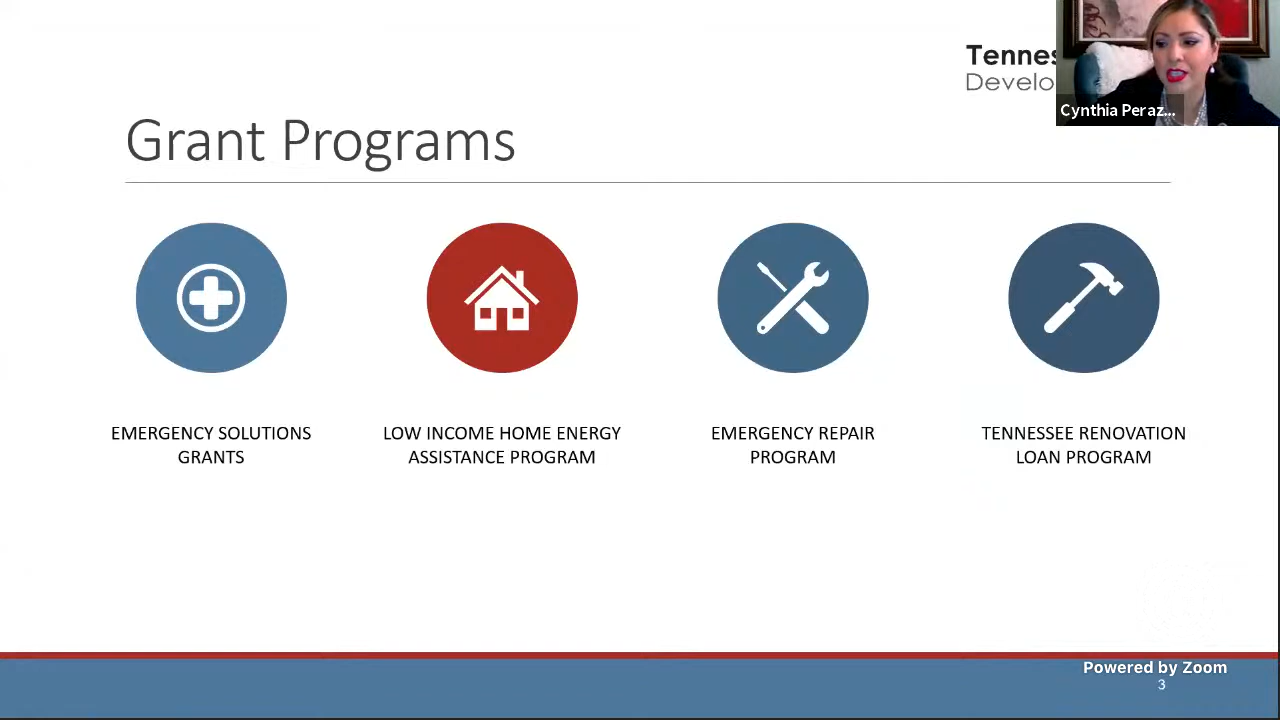 Tennes
Develo
Cynthia Peraz...
Grant Programs
EMERGENCY SOLUTIONS
GRANTS
LOW INCOME HOME ENERGY
ASSISTANCE PROGRAM
EMERGENCY REPAIR
PROGRAM
TENNESSEE RENOVATION
LOAN PROGRAM
Powered by Zoom
3